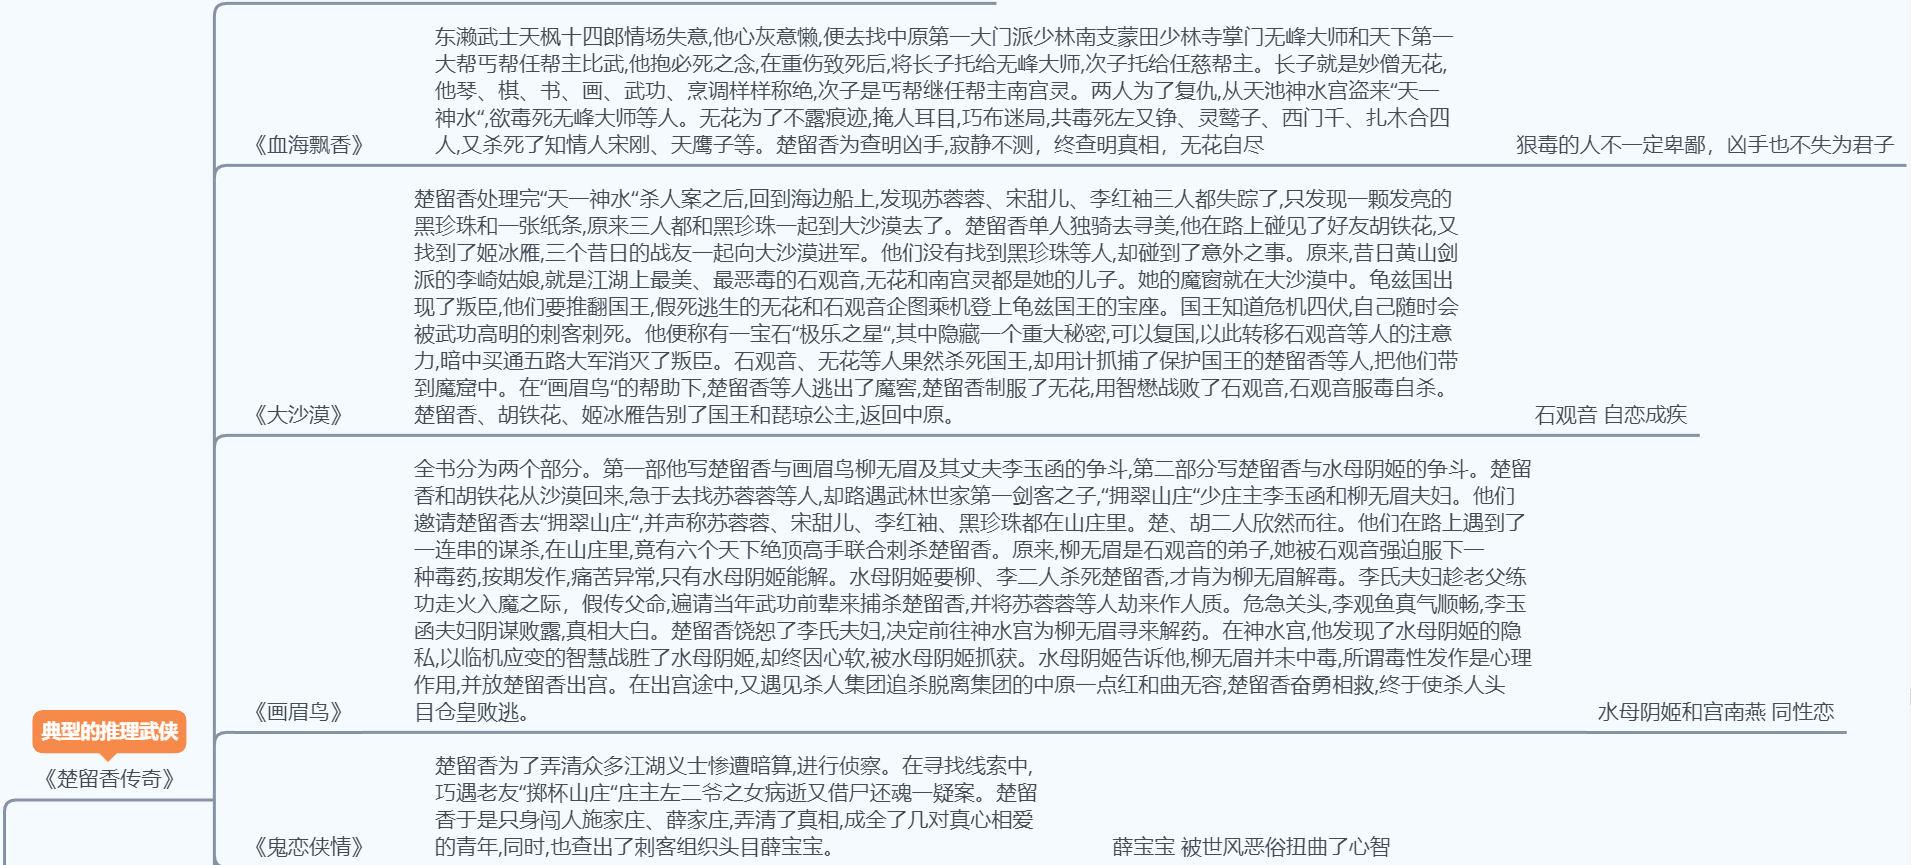 东濑武士天枫十四郎情场失意,他心灰意懒,便去找中原第一大门派少林南支蒙田少林寺掌门无峰大师和天下第一
大帮丐帮任帮主比武,他抱必死之念,在重伤致死后,将长子托给无峰大师,次子托给任慈帮主。长子就是妙僧无花,
他琴、棋、书、画、武功、烹调样样称绝,次子是丐帮继任帮主南宫灵。两人为了复仇,从天池神水宫盗来“天一
神水“,欲毒死无峰大师等人。无花为了不露痕迹,掩人耳目,巧布迷局,共毒死左又铮、灵鹫子、西门千、扎木合四
人,又杀死了知情人宋刚、天鹰子等。楚留香为查明凶手,寂静不测，终查明真相，无花自尽
《血海飘香》
狠毒的人不一定卑鄙，凶手也不失为君子
楚留香处理完“天一神水“杀人案之后,回到海边船上,发现苏蓉蓉、宋甜儿、李红袖三人都失踪了,只发现一颗发亮的
黑珍珠和一张纸条,原来三人都和黑珍珠一起到大沙漠去了。楚留香单人独骑去寻美,他在路上碰见了好友胡铁花,又
找到了姬冰雁,三个昔日的战友一起向大沙漠进军。他们没有找到黑珍珠等人,却碰到了意外之事。原来,昔日黄山剑
派的李崎姑娘,就是江湖上最美、最恶毒的石观音,无花和南宫灵都是她的儿子。她的魔窗就在大沙漠中。龟兹国出
现了叛臣,他们要推翻国王,假死逃生的无花和石观音企图乘机登上龟兹国王的宝座。国王知道危机四伏,自己随时会
被武功高明的刺客刺死。他便称有一宝石“极乐之星“,其中隐藏一个重大秘密,可以复国,以此转移石观音等人的注意
力,暗中买通五路大军消灭了叛臣。石观音、无花等人果然杀死国王,却用计抓捕了保护国王的楚留香等人,把他们带
到魔窟中。在“画眉鸟“的帮助下,楚留香等人逃出了魔窖,楚留香制服了无花,用智懋战败了石观音,石观音服毒自杀。
楚留香、胡铁花、姬冰雁告别了国王和琵琼公主,返回中原。
《大沙漠》
石观音 自恋成疾
全书分为两个部分。第一部他写楚留香与画眉鸟柳无眉及其丈夫李玉函的争斗,第二部分写楚留香与水母阴姬的争斗。楚留
香和胡铁花从沙漠回来,急于去找苏蓉蓉等人,却路遇武林世家第一剑客之子,“拥翠山庄“少庄主李玉函和柳无眉夫妇。他们
邀请楚留香去“拥翠山庄“,并声称苏蓉蓉、宋甜儿、李红袖、黑珍珠都在山庄里。楚、胡二人欣然而往。他们在路上遇到了
一连串的谋杀,在山庄里,竟有六个天下绝顶高手联合刺杀楚留香。原来,柳无眉是石观音的弟子,她被石观音强迫服下一
种毒药,按期发作,痛苦异常,只有水母阴姬能解。水母阴姬要柳、李二人杀死楚留香,才肯为柳无眉解毒。李氏夫妇趁老父练
功走火入魔之际，假传父命,遍请当年武功前辈来捕杀楚留香,并将苏蓉蓉等人劫来作人质。危急关头,李观鱼真气顺畅,李玉
函夫妇阴谋败露,真相大白。楚留香饶恕了李氏夫妇,决定前往神水宫为柳无眉寻来解药。在神水宫,他发现了水母阴姬的隐
私,以临机应变的智慧战胜了水母阴姬,却终因心软,被水母阴姬抓获。水母阴姬告诉他,柳无眉并未中毒,所谓毒性发作是心理
作用,并放楚留香出宫。在出宫途中,又遇见杀人集团追杀脱离集团的中原一点红和曲无容,楚留香奋勇相救,终于使杀人头
目仓皇败逃。
《画眉鸟》
水母阴姬和宫南燕 同性恋
典型的推理武侠
《楚留香传奇》
楚留香为了弄清众多江湖义士惨遭暗算,进行侦察。在寻找线索中,
巧遇老友“掷杯山庄“庄主左二爷之女病逝又借尸还魂一疑案。楚留
香于是只身闯人施家庄、薛家庄,弄清了真相,成全了几对真心相爱
的青年,同时,也查出了刺客组织头目薛宝宝。
《鬼恋侠情》
薛宝宝 被世风恶俗扭曲了心智